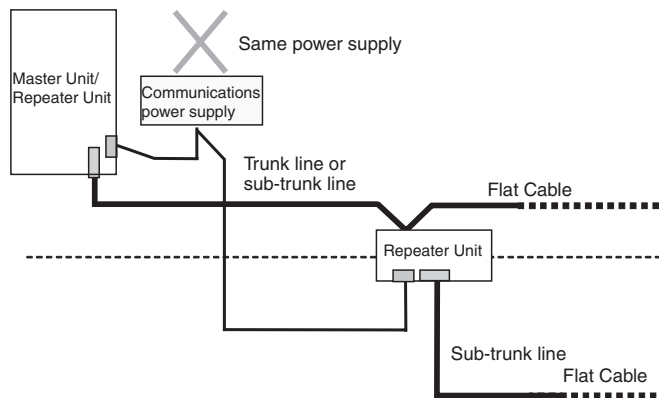 Same power supply
Master Unit/
Repeater Unit
Communications
power supply
Trunk line or
sub-trunk line
Flat Cable
Repeater Unit
Sub-trunk line
Flat Cable